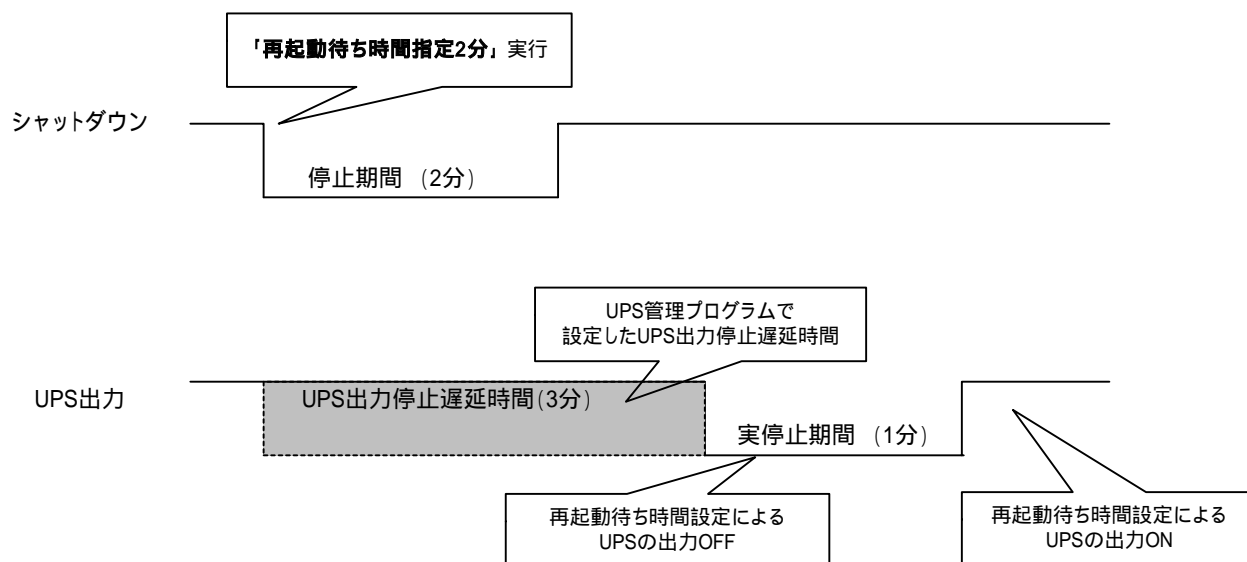 「再起動待ち時間指定2分」実行
シャットダウン
停止期間 (2分)
UPS管理プログラムで
設定したUPS出力停止遅延時間
UPS出力
UPS出力停止遅延時間(3分)
実停止期間 (1分)
再起動待ち時間設定による
UPSの出力OFF
再起動待ち時間設定による
UPSの出力ON